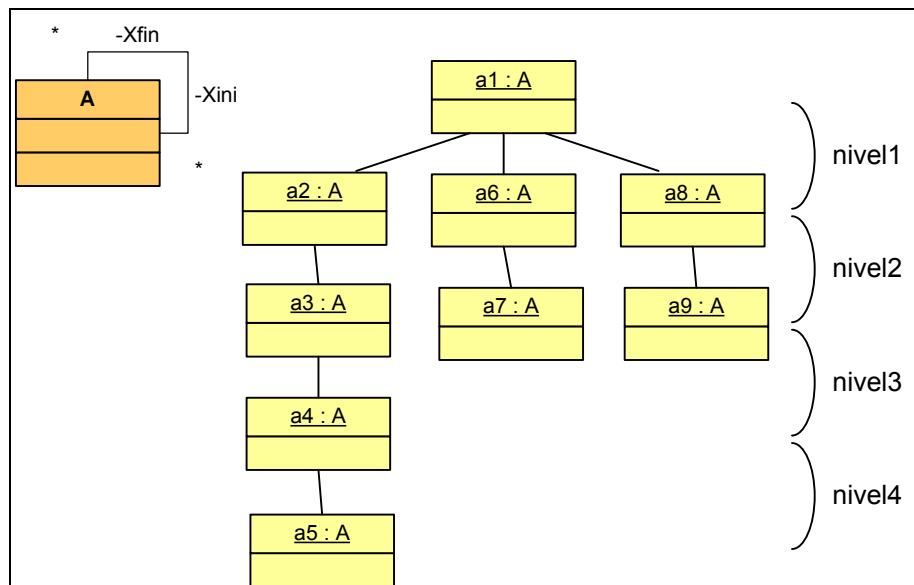 *
-Xfin
A
-Xini
*
a1 : A
nivel1
a2 : A
a6 : A
a8 : A
nivel2
a3 : A
a7 : A
a9 : A
nivel3
a4 : A
nivel4
a5 : A